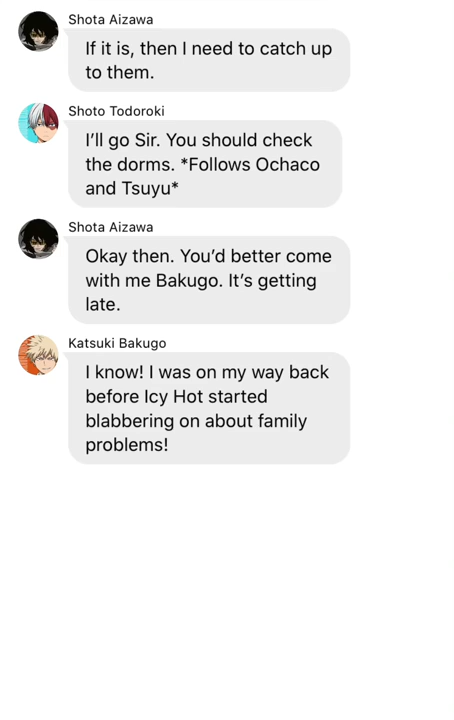 Shota Aizawa
If it is, then I need to catch up
to them.
Shoto Todoroki
I’ll go Sir. You should check
the dorms. *Follows Ochaco
and Tsuyu*
Shota Aizawa
Okay then. You’d better come
with me Bakugo. It’s getting
late.
Katsuki Bakugo
I know! I was on my way back
before Icy Hot started
blabbering on about family
problems!